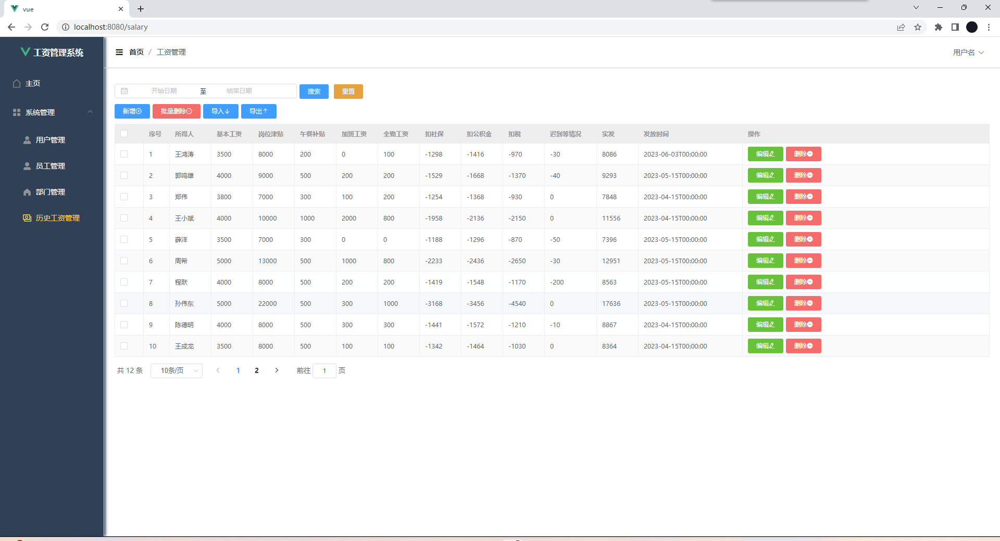 vue
localhost:8080/salary
工资管理系统
首页 / 工资管理
用户名
主页
系统管理
用户管理
员工管理
部门管理
历史工资管理
开始日期 至 结束日期 搜索 重置
新增 批量删除 导入 导出
序号 所得人 基本工资 岗位津贴 午餐补贴 加班工资 全勤工资 扣社保 扣公积金 扣税 迟到等情况 实发 发放时间 操作
1 王鸿涛 3500 8000 200 0 100 -1298 -1416 -970 -30 8086 2023-06-03T00:00:00 编辑 删除
2 郭鸣雄 4000 9000 500 200 200 -1529 -1668 -1370 -40 9293 2023-05-15T00:00:00 编辑 删除
3 郑伟 3800 7000 300 100 200 -1254 -1368 -930 0 7848 2023-04-15T00:00:00 编辑 删除
4 王小斌 4000 10000 1000 2000 800 -1958 -2136 -2150 0 11556 2023-04-15T00:00:00 编辑 删除
5 薛洋 3500 7000 300 0 0 -1188 -1296 -870 -50 7396 2023-05-15T00:00:00 编辑 删除
6 周希 5000 13000 500 1000 800 -2233 -2436 -2650 -30 12951 2023-05-15T00:00:00 编辑 删除
7 程跃 4000 8000 500 200 200 -1419 -1548 -1170 -200 8563 2023-05-15T00:00:00 编辑 删除
8 孙伟东 5000 22000 500 300 1000 -3168 -3456 -4540 0 17636 2023-05-15T00:00:00 编辑 删除
9 陈德明 4000 8000 500 300 300 -1441 -1572 -1210 -10 8867 2023-04-15T00:00:00 编辑 删除
10 王成龙 3500 8000 500 100 100 -1342 -1464 -1030 0 8364 2023-04-15T00:00:00 编辑 删除
共 12 条 10条/页 1 2 前往 1 页